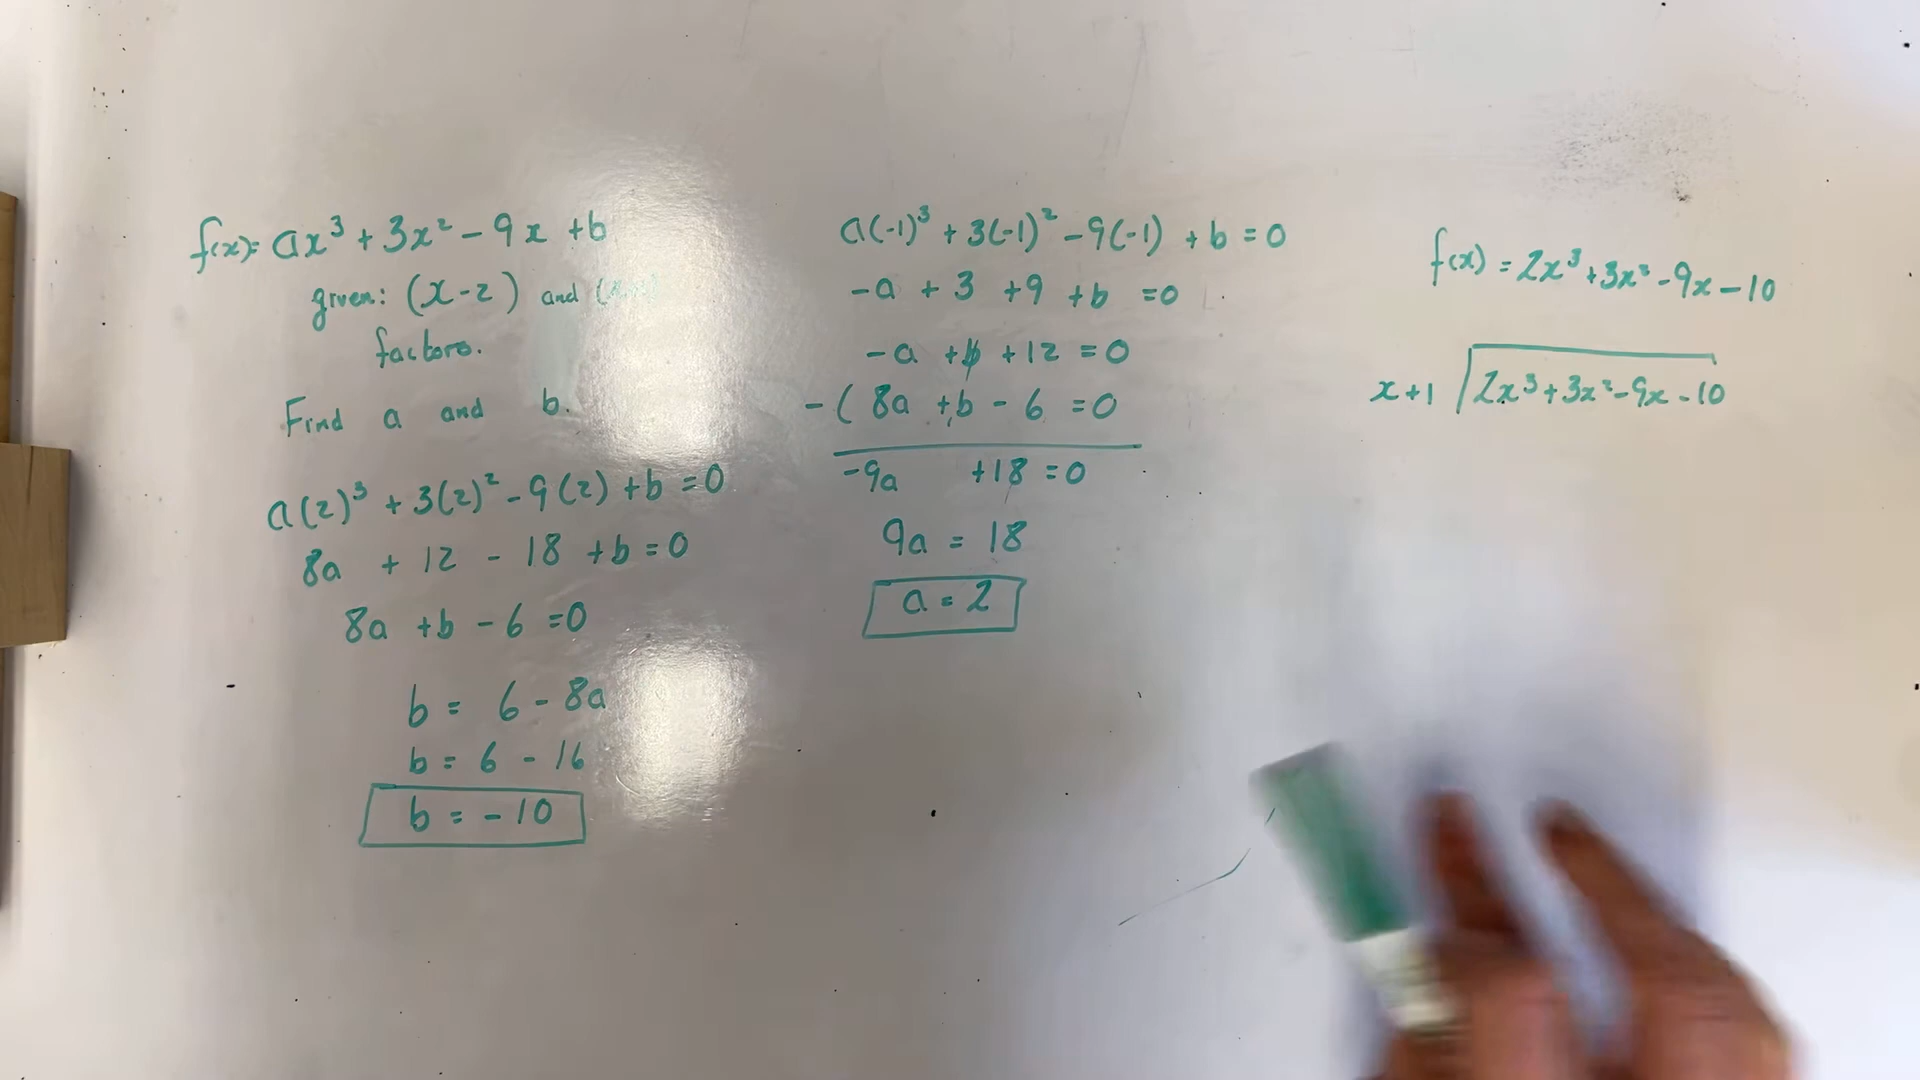 f(x) = ax³ + 3x² - 9x + b
given: (x-2) and
factors.
Find a and b.
a(2)³ + 3(2)² - 9(2) + b = 0
8a + 12 - 18 + b = 0
8a + b - 6 = 0
b = 6 - 8a
b = 6 - 16
b = -10
a(-1)³ + 3(-1)² - 9(-1) + b = 0
-a + 3 + 9 + b = 0
-a + b + 12 = 0
-( 8a + b - 6 = 0
-9a + 18 = 0
9a = 18
a = 2
f(x) = 2x³ + 3x² - 9x - 10
x + 1 2x³ + 3x² - 9x - 10